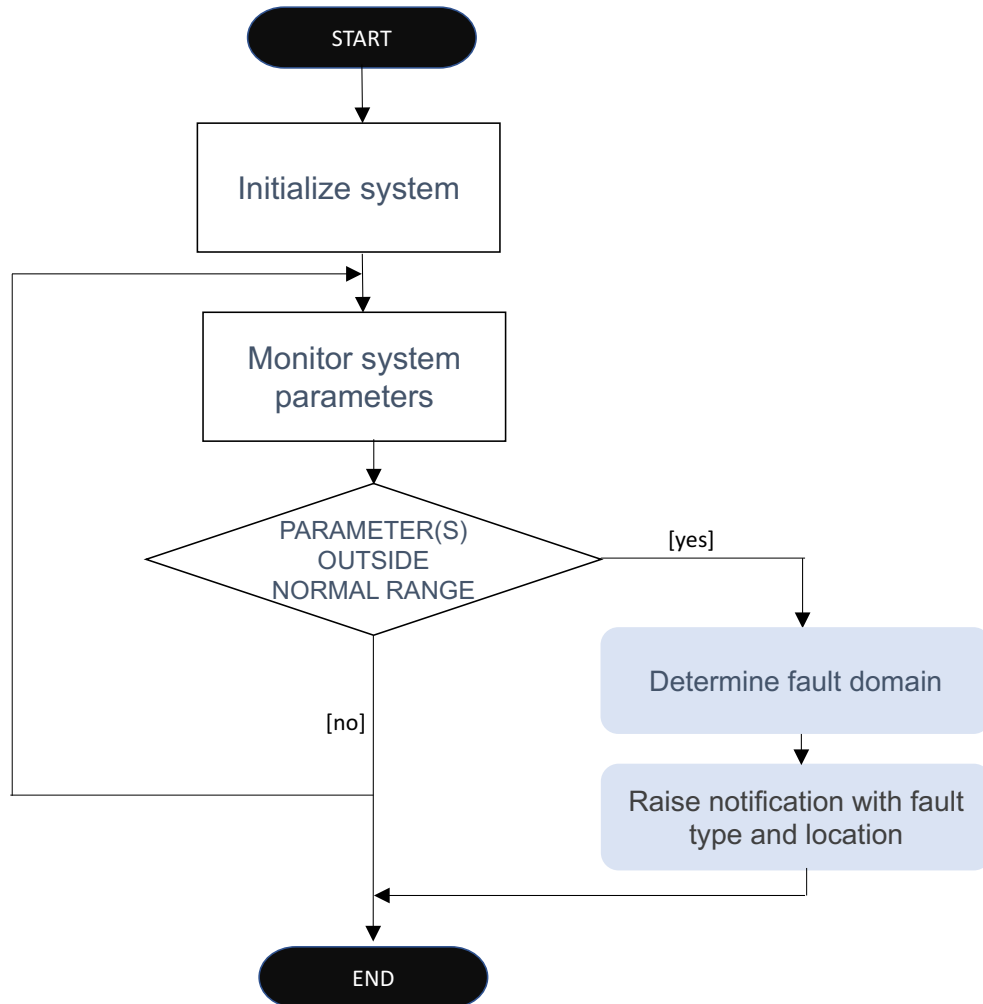 START
Initialize system
Monitor system
parameters
PARAMETER(S)
OUTSIDE
NORMAL RANGE
[yes]
Determine fault domain
[no]
Raise notification with fault
type and location
END